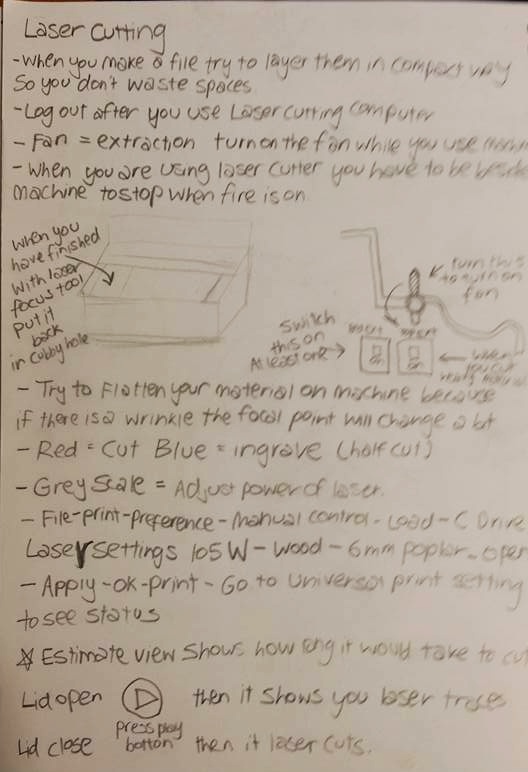 Laser cutting
- when you make a file try to layer them in compact way
So you don't waste spaces
- Log out after you use Laser cutting computer
- Fan = extraction turn on the fan while you use
- when you are using laser cutter you have to be beside
machine to stop when fire is on
when you
have finished
with laser
focus tool
put it
back
in cubby hole
turn this
to turn on
fan
Switch
this on
At least one
on
on
when
you cut
- Try to Flatten your material on machine because
if there is a wrinkle the focal point will change a bit
- Red = Cut Blue = ingrave (half cut)
- Grey Scale = Adjust power of laser.
- File-print-preference-Manual control-Load-C Drive
Laser settings 105W-wood-6mm poplar-open
- Apply-ok-print-Go to Universal print setting
to see status
☆ Estimate view shows how long it would take to cut
Lid open ▷ then it shows you laser traces
press play
botton
Lid close then it laser cuts.